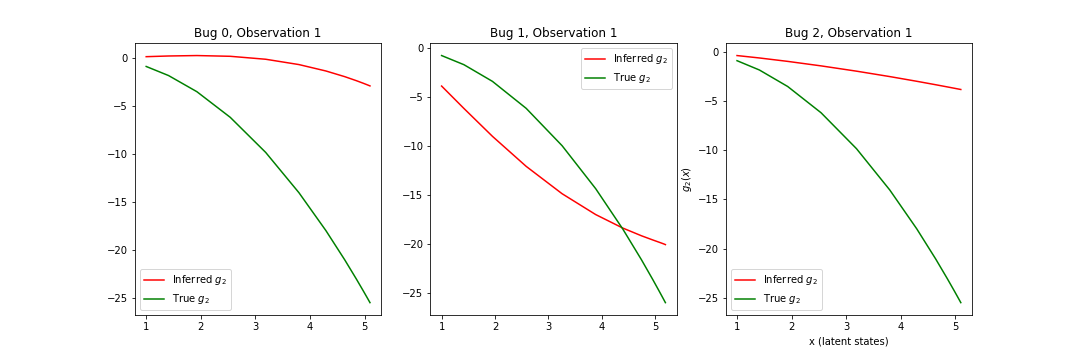 Bug 0, Observation 1
0
−5
−10
−15
−20
−25
1 2 3 4 5
Inferred g₂
True g₂
Bug 1, Observation 1
0
−5
−10
−15
−20
−25
1 2 3 4 5
Inferred g₂
True g₂
Bug 2, Observation 1
g₂(x)
0
−5
−10
−15
−20
−25
1 2 3 4 5
x (latent states)
Inferred g₂
True g₂